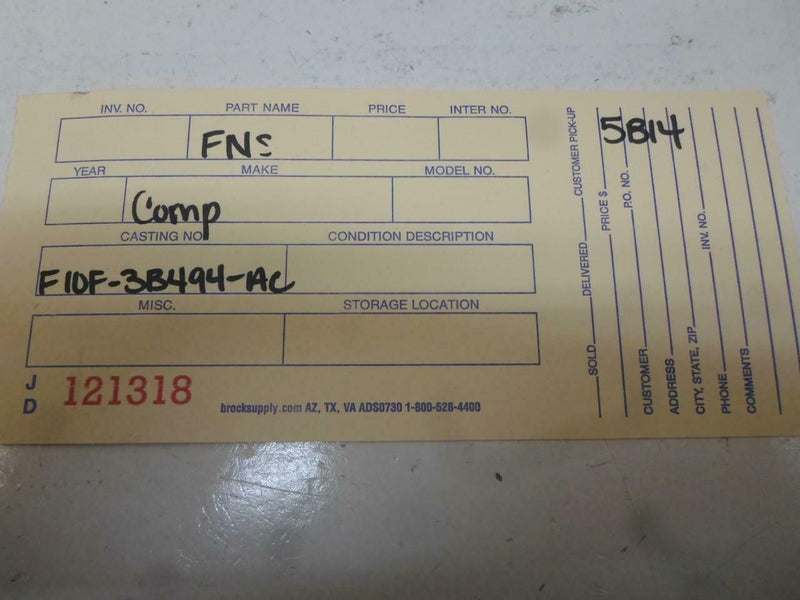 INV. NO. PART NAME PRICE INTER NO.
FNS
YEAR MAKE MODEL NO.
Comp
CASTING NO. CONDITION DESCRIPTION
F1DF-3B494-AC
MISC. STORAGE LOCATION
J D 121318
brocksupply.com AZ, TX, VA ADS0730 1-800-528-4400
5B14
SOLD DELIVERED CUSTOMER PICK-UP
PRICE $
P.O. NO.
CUSTOMER
ADDRESS
CITY, STATE, ZIP INV. NO.
PHONE
COMMENTS